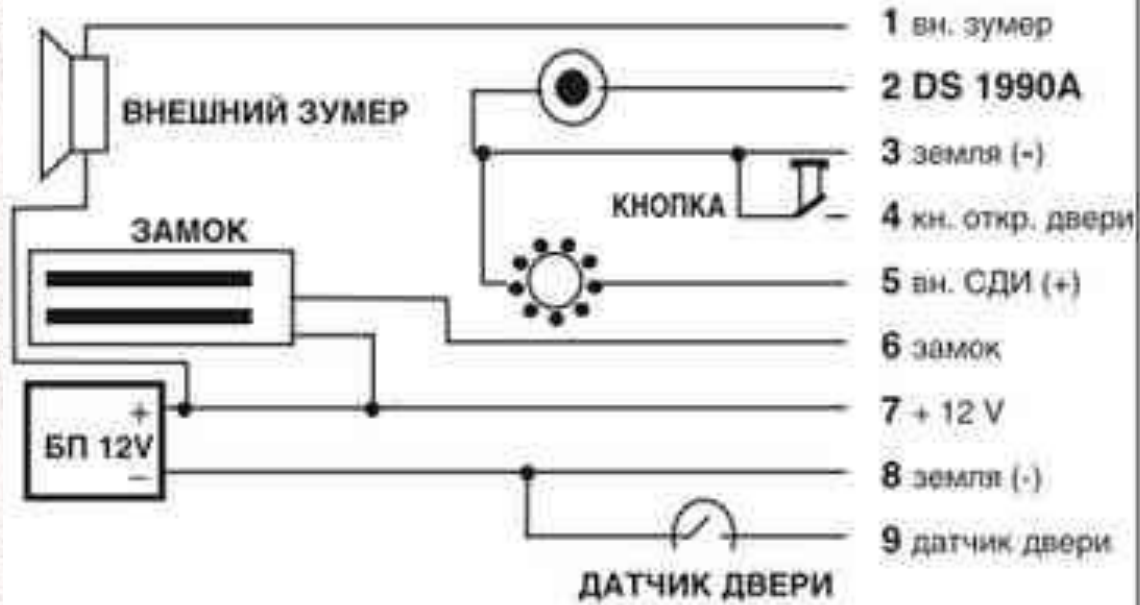 1 вн. зумер
2 DS 1990A
ВНЕШНИЙ ЗУМЕР
3 земля (-)
КНОПКА
4 кн. откр. двери
ЗАМОК
5 вн. СДИ (+)
6 замок
+
7 + 12 V
БП 12V
–
8 земля (-)
9 датчик двери
ДАТЧИК ДВЕРИ